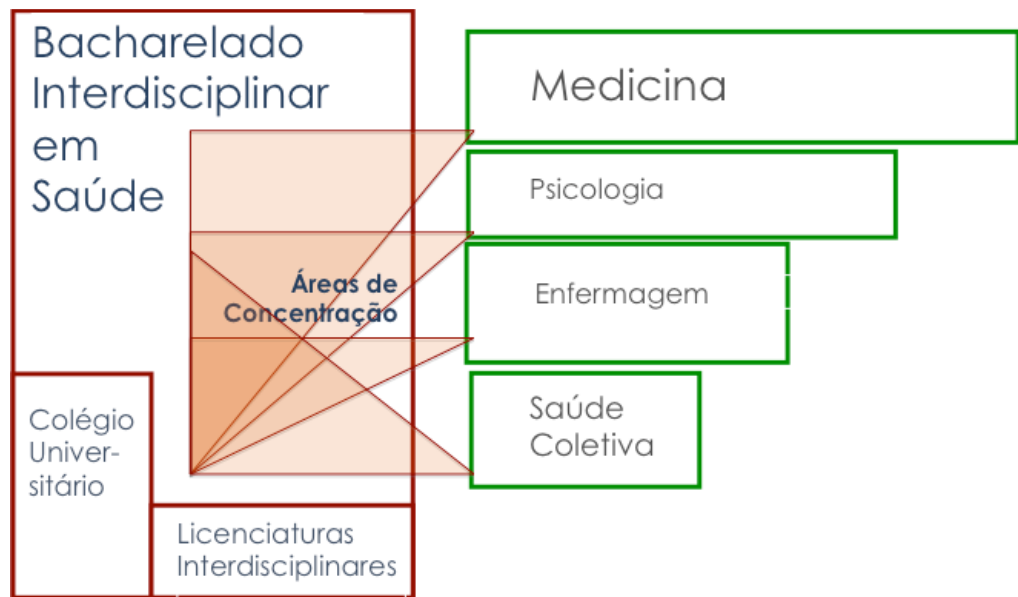 Bacharelado
Interdisciplinar
em
Saúde
Áreas de
Concentração
Colégio
Univer-
sitário
Licenciaturas
Interdisciplinares
Medicina
Psicologia
Enfermagem
Saúde
Coletiva